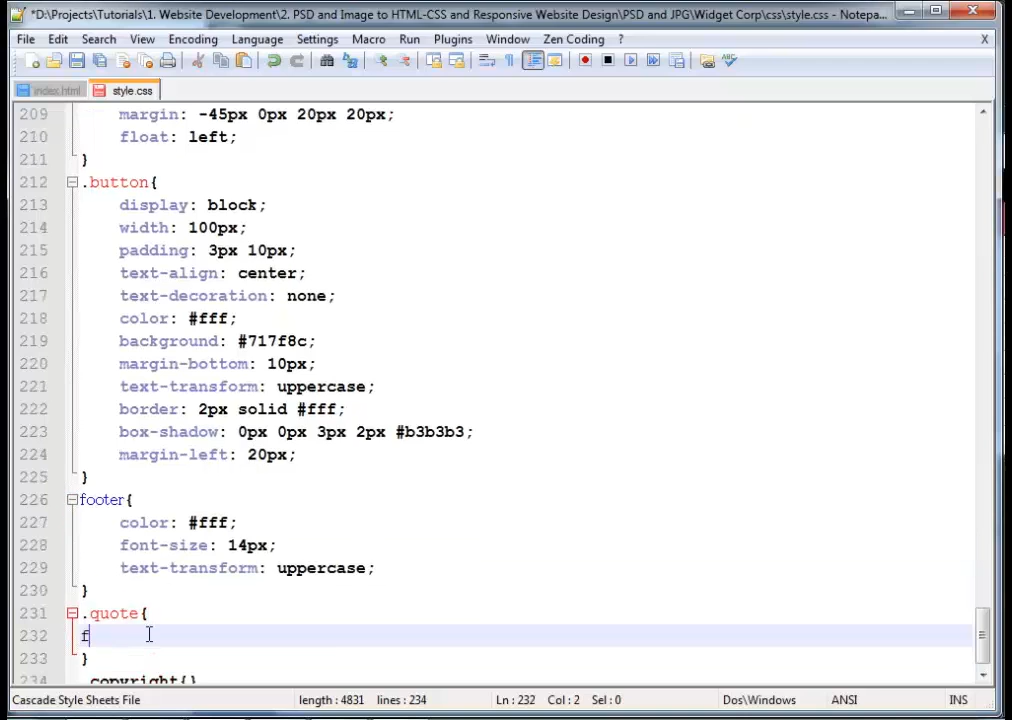 *D:\Projects\Tutorials\1. Website Development\2. PSD and Image to HTML-CSS and Responsive Website Design\PSD and JPG\Widget Corp\css\style.css - Notepa...
File Edit Search View Encoding Language Settings Macro Run Plugins Window Zen Coding ? X
index.html style.css
209 margin: -45px 0px 20px 20px;
210 float: left;
211 }
212 .button{
213 display: block;
214 width: 100px;
215 padding: 3px 10px;
216 text-align: center;
217 text-decoration: none;
218 color: #fff;
219 background: #717f8c;
220 margin-bottom: 10px;
221 text-transform: uppercase;
222 border: 2px solid #fff;
223 box-shadow: 0px 0px 3px 2px #b3b3b3;
224 margin-left: 20px;
225 }
226 footer{
227 color: #fff;
228 font-size: 14px;
229 text-transform: uppercase;
230 }
231 .quote{
232 f
233 }
234 .copyright{}
Cascade Style Sheets File length : 4831 lines : 234 Ln : 232 Col : 2 Sel : 0 Dos\Windows ANSI INS